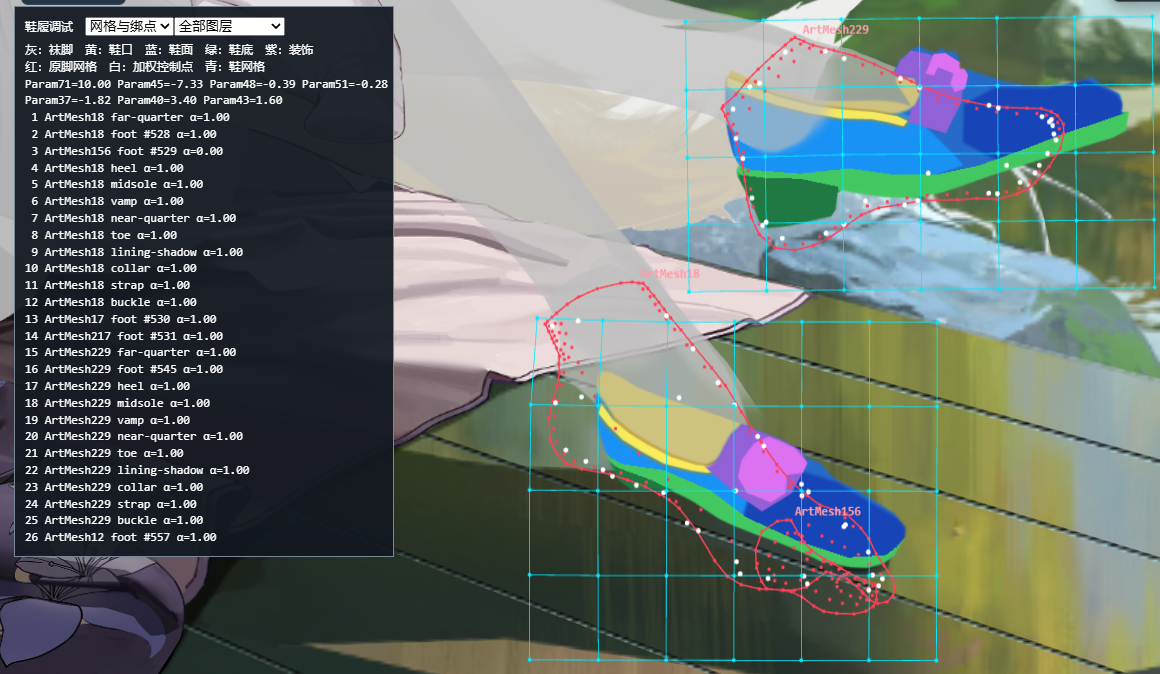 鞋履调试 网格与绑点 全部图层
灰: 袜脚 黄: 鞋口 蓝: 鞋面 绿: 鞋底 紫: 装饰
红: 原脚网格 白: 加权控制点 青: 鞋网格
Param71=10.00 Param45=-7.33 Param48=-0.39 Param51=-0.28
Param37=-1.82 Param40=3.40 Param43=1.60
1 ArtMesh18 far-quarter α=1.00
2 ArtMesh18 foot #528 α=1.00
3 ArtMesh156 foot #529 α=0.00
4 ArtMesh18 heel α=1.00
5 ArtMesh18 midsole α=1.00
6 ArtMesh18 vamp α=1.00
7 ArtMesh18 near-quarter α=1.00
8 ArtMesh18 toe α=1.00
9 ArtMesh18 lining-shadow α=1.00
10 ArtMesh18 collar α=1.00
11 ArtMesh18 strap α=1.00
12 ArtMesh18 buckle α=1.00
13 ArtMesh17 foot #530 α=1.00
14 ArtMesh217 foot #531 α=1.00
15 ArtMesh229 far-quarter α=1.00
16 ArtMesh229 foot #545 α=1.00
17 ArtMesh229 heel α=1.00
18 ArtMesh229 midsole α=1.00
19 ArtMesh229 vamp α=1.00
20 ArtMesh229 near-quarter α=1.00
21 ArtMesh229 toe α=1.00
22 ArtMesh229 lining-shadow α=1.00
23 ArtMesh229 collar α=1.00
24 ArtMesh229 strap α=1.00
25 ArtMesh229 buckle α=1.00
26 ArtMesh12 foot #557 α=1.00
ArtMesh229
ArtMesh18
ArtMesh156